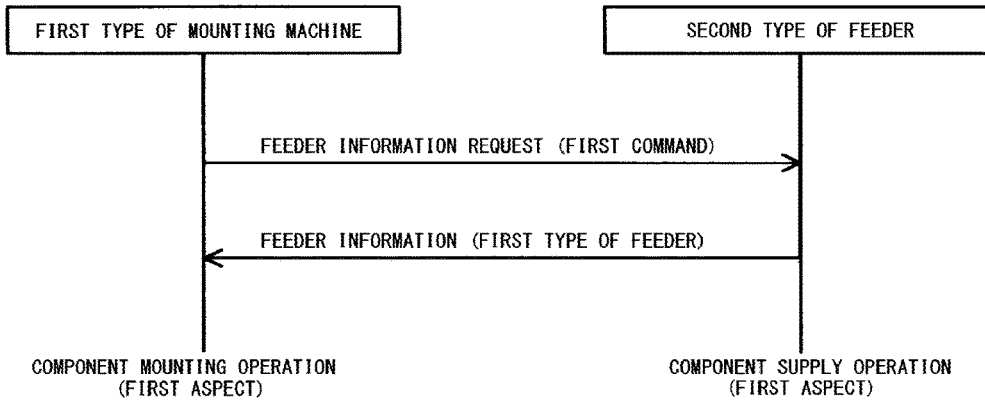 FIRST TYPE OF MOUNTING MACHINE
SECOND TYPE OF FEEDER
FEEDER INFORMATION REQUEST (FIRST COMMAND)
FEEDER INFORMATION (FIRST TYPE OF FEEDER)
COMPONENT MOUNTING OPERATION
(FIRST ASPECT)
COMPONENT SUPPLY OPERATION
(FIRST ASPECT)